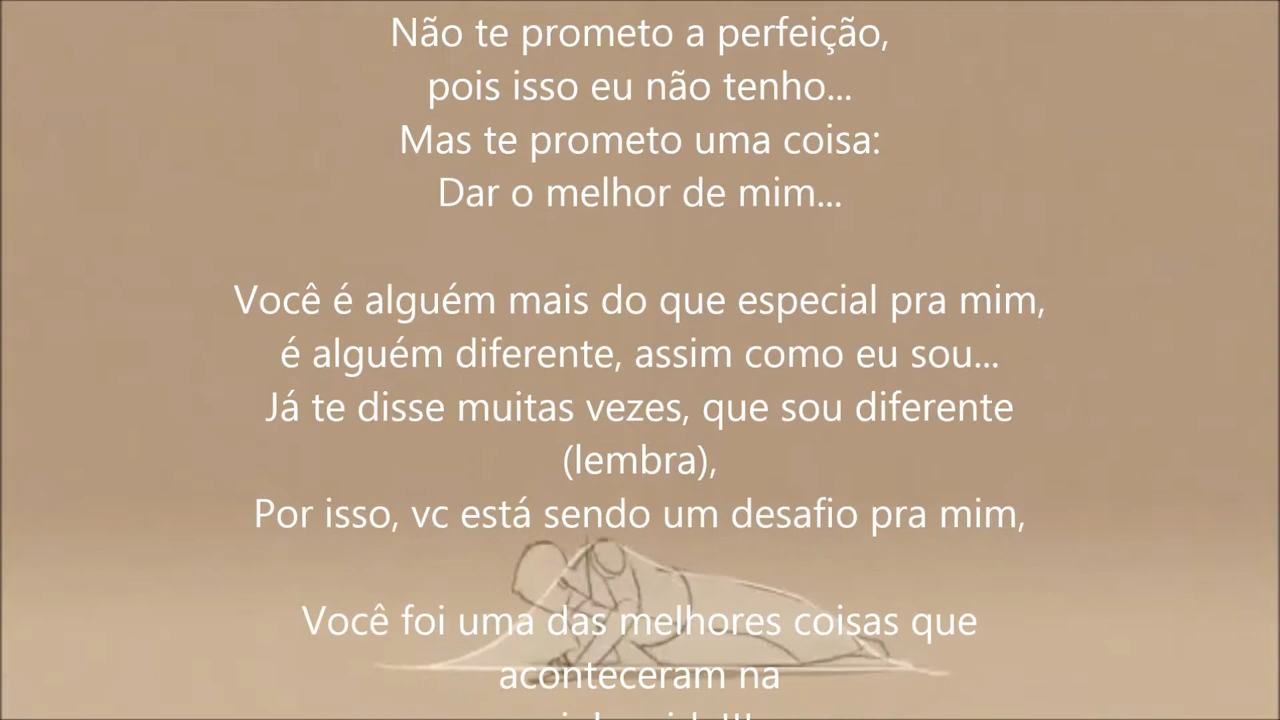 Não te prometo a perfeição,
pois isso eu não tenho...
Mas te prometo uma coisa:
Dar o melhor de mim...
Você é alguém mais do que especial pra mim,
é alguém diferente, assim como eu sou...
Já te disse muitas vezes, que sou diferente
(lembra),
Por isso, vc está sendo um desafio pra mim,
Você foi uma das melhores coisas que
aconteceram na